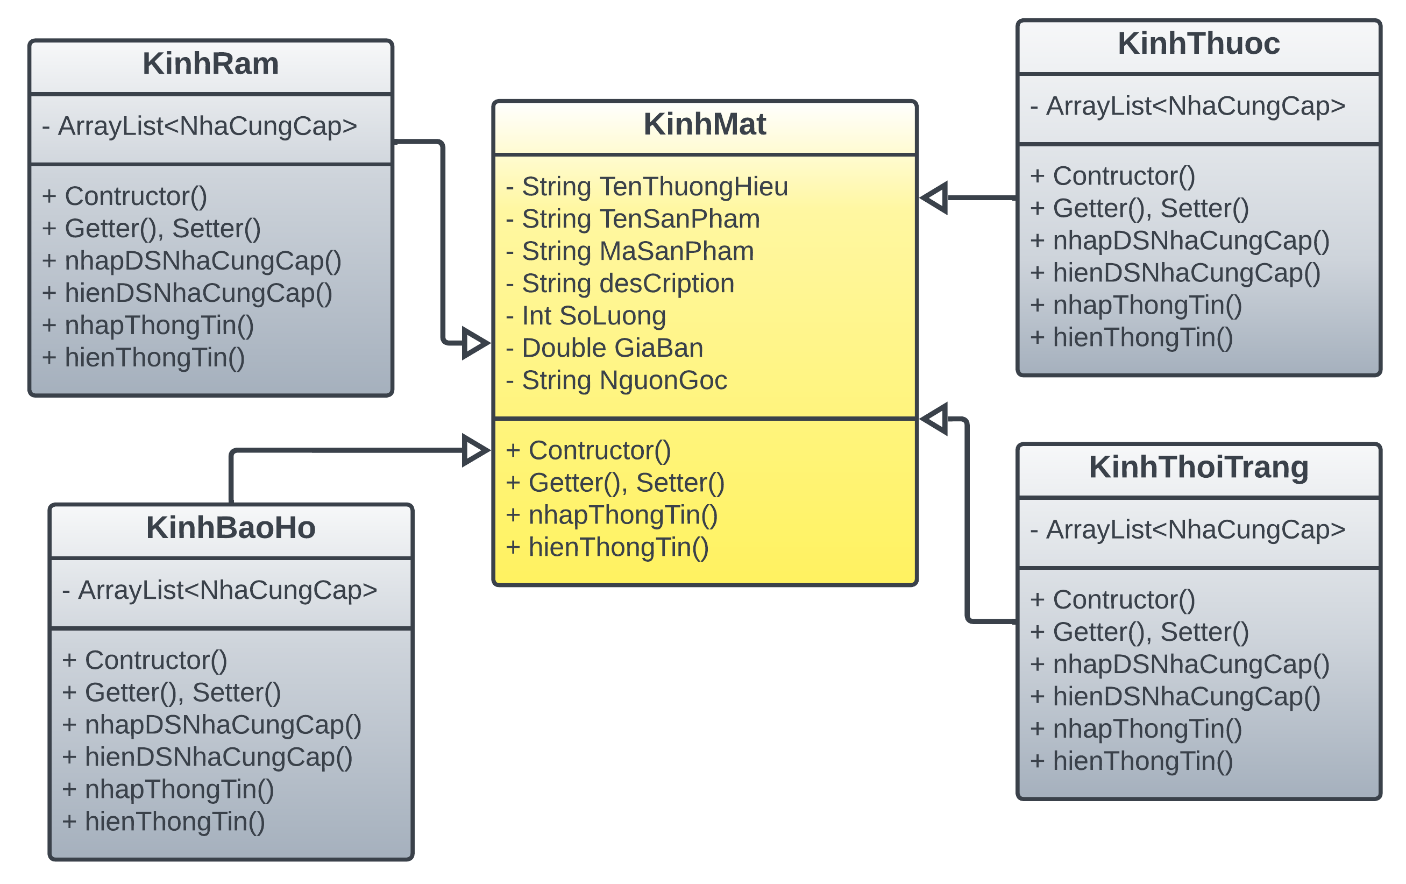 KinhRam
- ArrayList<NhaCungCap>
+ Contructor()
+ Getter(), Setter()
+ nhapDSNhaCungCap()
+ hienDSNhaCungCap()
+ nhapThongTin()
+ hienThongTin()
KinhMat
- String TenThuongHieu
- String TenSanPham
- String MaSanPham
- String desCription
- Int SoLuong
- Double GiaBan
- String NguonGoc
+ Contructor()
+ Getter(), Setter()
+ nhapThongTin()
+ hienThongTin()
KinhThuoc
- ArrayList<NhaCungCap>
+ Contructor()
+ Getter(), Setter()
+ nhapDSNhaCungCap()
+ hienDSNhaCungCap()
+ nhapThongTin()
+ hienThongTin()
KinhBaoHo
- ArrayList<NhaCungCap>
+ Contructor()
+ Getter(), Setter()
+ nhapDSNhaCungCap()
+ hienDSNhaCungCap()
+ nhapThongTin()
+ hienThongTin()
KinhThoiTrang
- ArrayList<NhaCungCap>
+ Contructor()
+ Getter(), Setter()
+ nhapDSNhaCungCap()
+ hienDSNhaCungCap()
+ nhapThongTin()
+ hienThongTin()